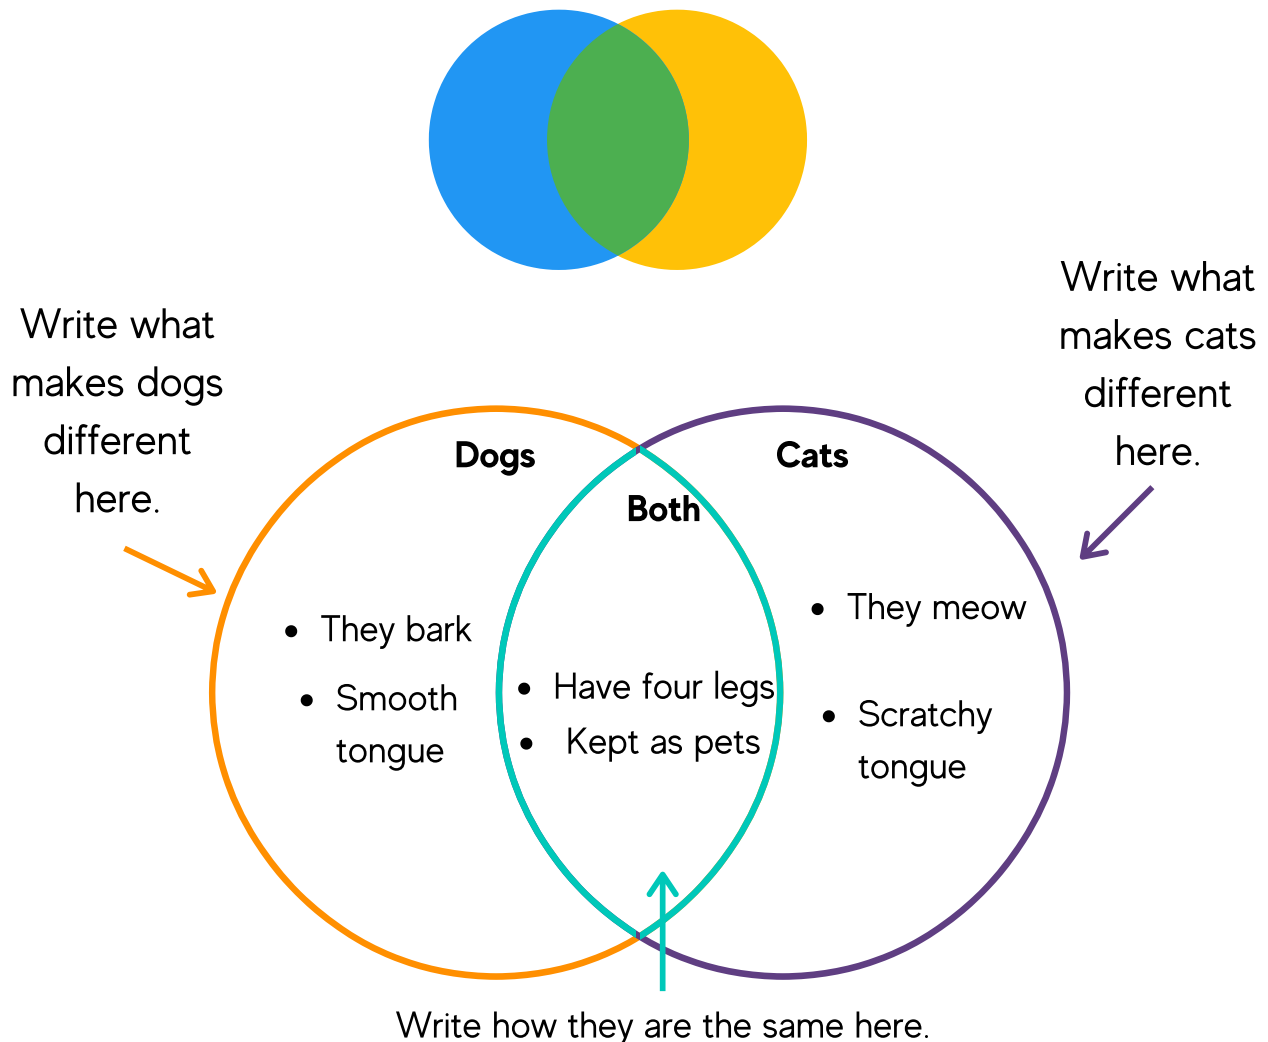 Write what
makes dogs
different
here.
Write what
makes cats
different
here.
Dogs
Both
Cats
• They bark
• Smooth
tongue
• Have four legs
• Kept as pets
• They meow
• Scratchy
tongue
Write how they are the same here.